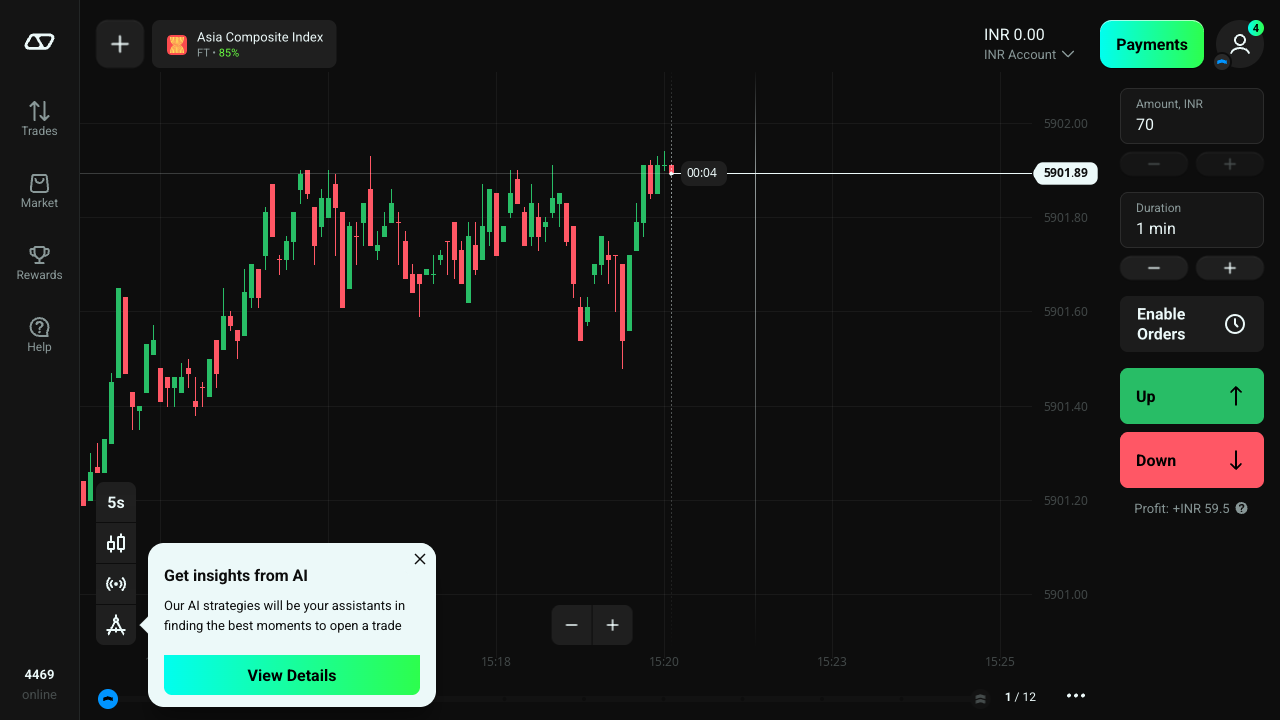 Asia Composite Index
FT • 85%
INR 0.00
INR Account
Payments
4
Trades
Market
Rewards
Help
4469
online
5902.00
5901.89
5901.80
5901.60
5901.40
5901.20
5901.00
00:04
Amount, INR
70
Duration
1 min
Enable
Orders
Up
Down
Profit: +INR 59.5
5s
Get insights from AI
Our AI strategies will be your assistants in
finding the best moments to open a trade
View Details
15:18
15:20
15:23
15:25
1 / 12